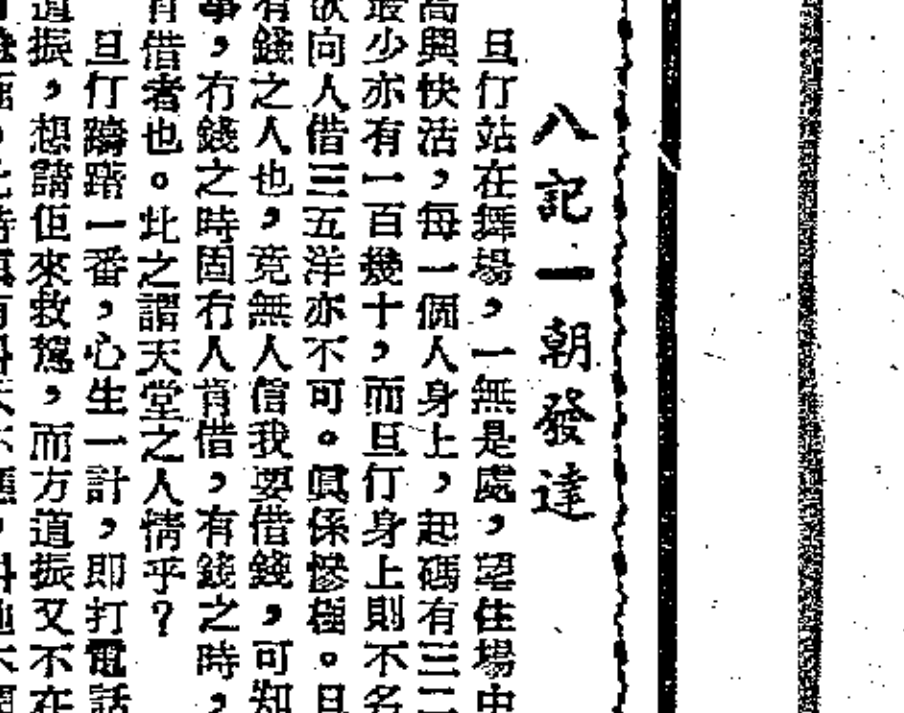 八記一朝發達
旦仃站在舞場，一無是處，望住場中
高興快活，每一個人身上，起碼有三二
最少亦有一百幾十，而旦仃身上則不名
欲向人借三五洋亦不可。眞係慘極。旦
有錢之人也，竟無人信我要借錢，可知
事，冇錢之時固冇人肯借，有錢之時，
肯借者也。此之謂天堂之人情乎？
旦仃躊躇一番，心生一計，即打電話
道振，想請佢來救駕，而方道振又不在